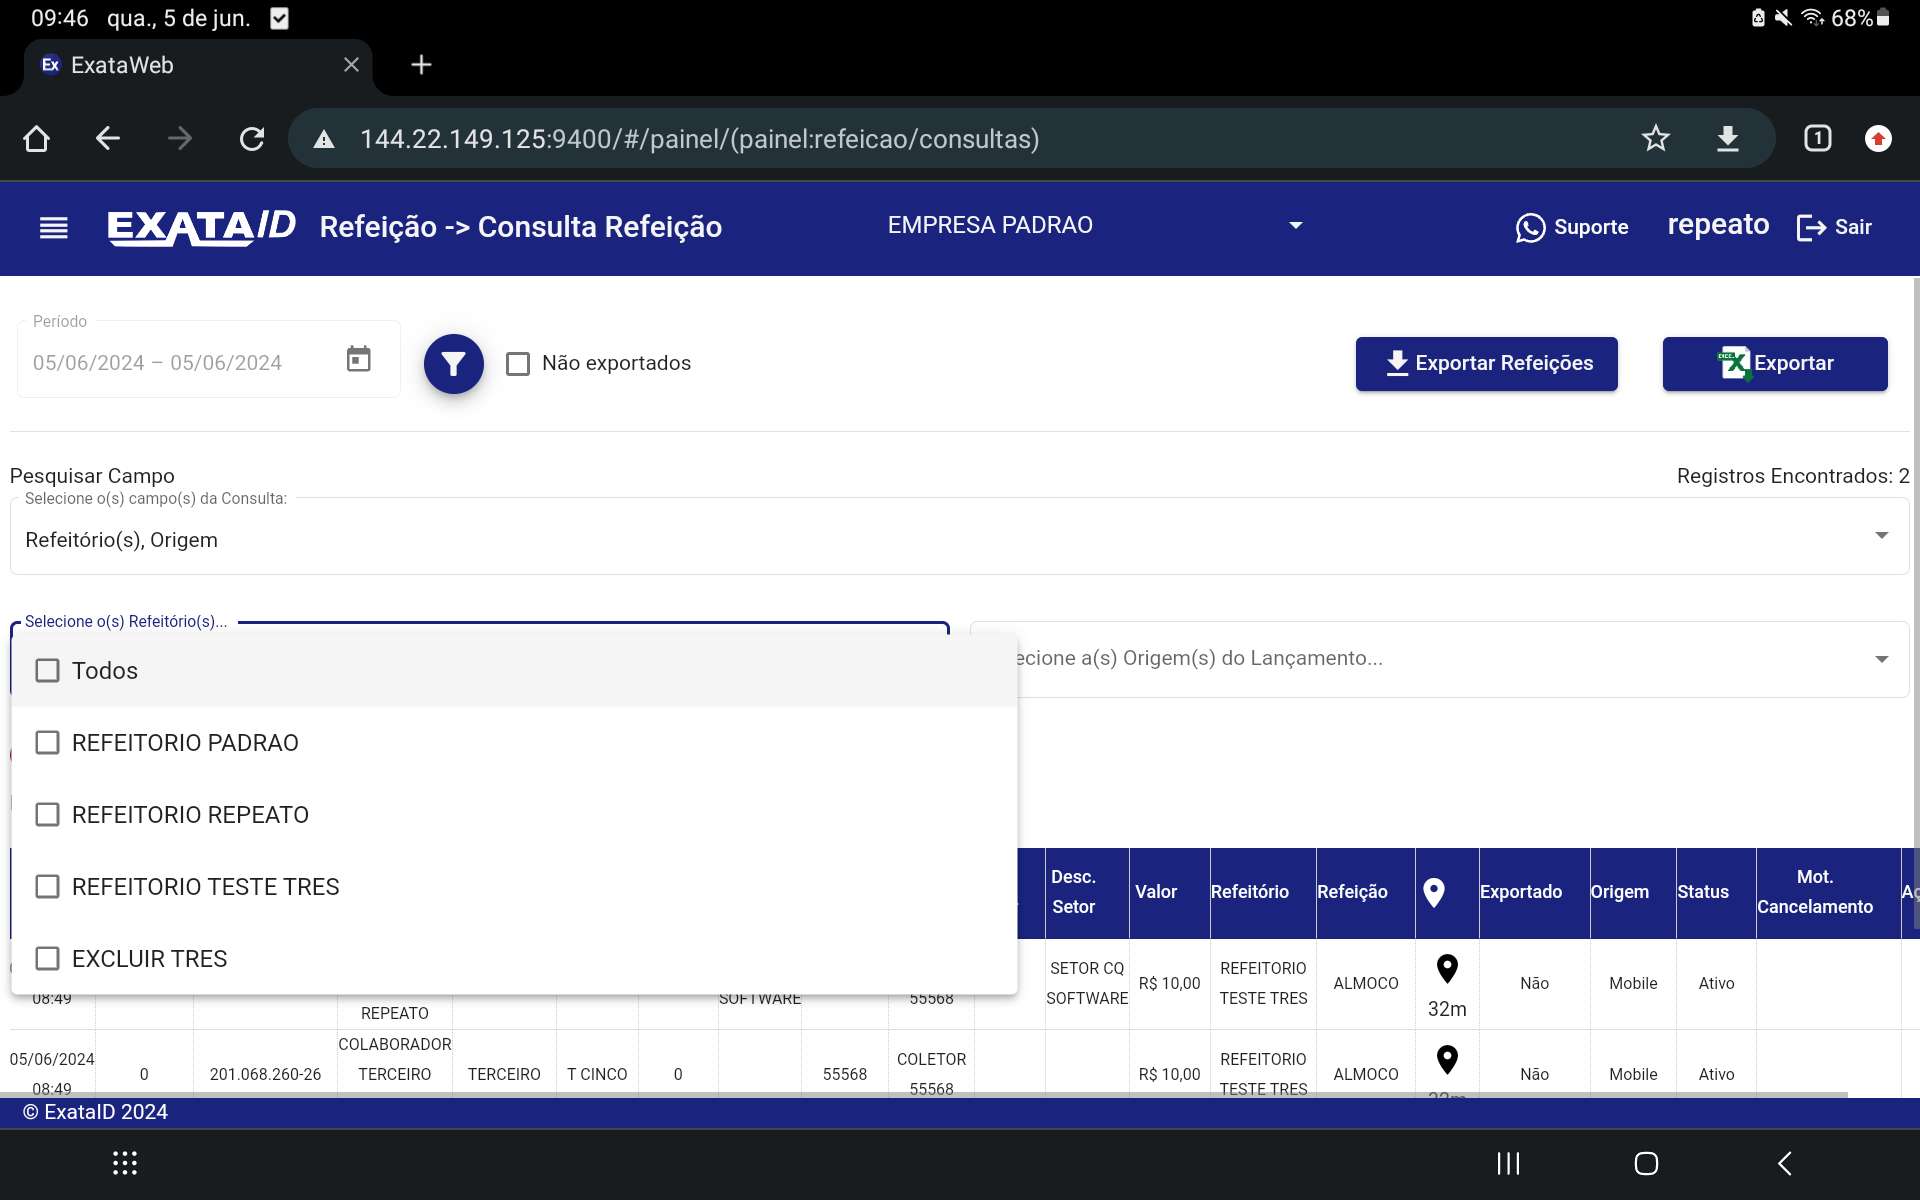 09:46 qua., 5 de jun.
68%
Ex ExataWeb
144.22.149.125:9400/#/painel/(painel:refeicao/consultas)
1
EXATAID
Refeição -> Consulta Refeição
EMPRESA PADRAO
Suporte
repeato
Sair
Período
05/06/2024 – 05/06/2024
Não exportados
Exportar Refeições
Exportar
Pesquisar Campo
Registros Encontrados: 2
Selecione o(s) campo(s) da Consulta:
Refeitório(s), Origem
Selecione o(s) Refeitório(s)...
ecione a(s) Origem(s) do Lançamento...
Todos
REFEITORIO PADRAO
REFEITORIO REPEATO
REFEITORIO TESTE TRES
EXCLUIR TRES
Desc. Setor
Valor
Refeitório
Refeição
Exportado
Origem
Status
Mot. Cancelamento
08:49
REPEATO
SOFTWARE
55568
SETOR CQ SOFTWARE
R$ 10,00
REFEITORIO TESTE TRES
ALMOCO
32m
Não
Mobile
Ativo
05/06/2024 08:49
0
201.068.260-26
COLABORADOR TERCEIRO
TERCEIRO
T CINCO
0
55568
COLETOR 55568
R$ 10,00
REFEITORIO TESTE TRES
ALMOCO
Não
Mobile
Ativo
© ExataID 2024